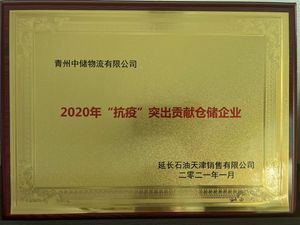 青州中储物流有限公司
2020年“抗疫”突出贡献仓储企业
延长石油天津销售有限公司
二零二一年一月